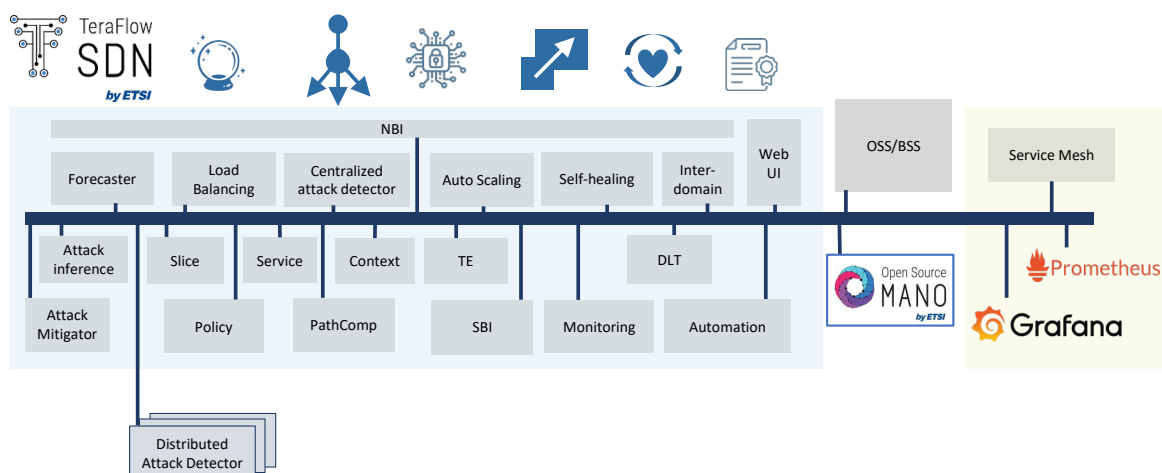 TeraFlow
SDN
by ETSI
NBI
Forecaster
Load
Balancing
Centralized
attack detector
Auto Scaling
Self-healing
Inter-
domain
Web
UI
OSS/BSS
Service Mesh
Attack
inference
Slice
Service
Context
TE
DLT
Open Source
MANO
by ETSI
Prometheus
Attack
Mitigator
Policy
PathComp
SBI
Monitoring
Automation
Grafana
Distributed
Attack Detector